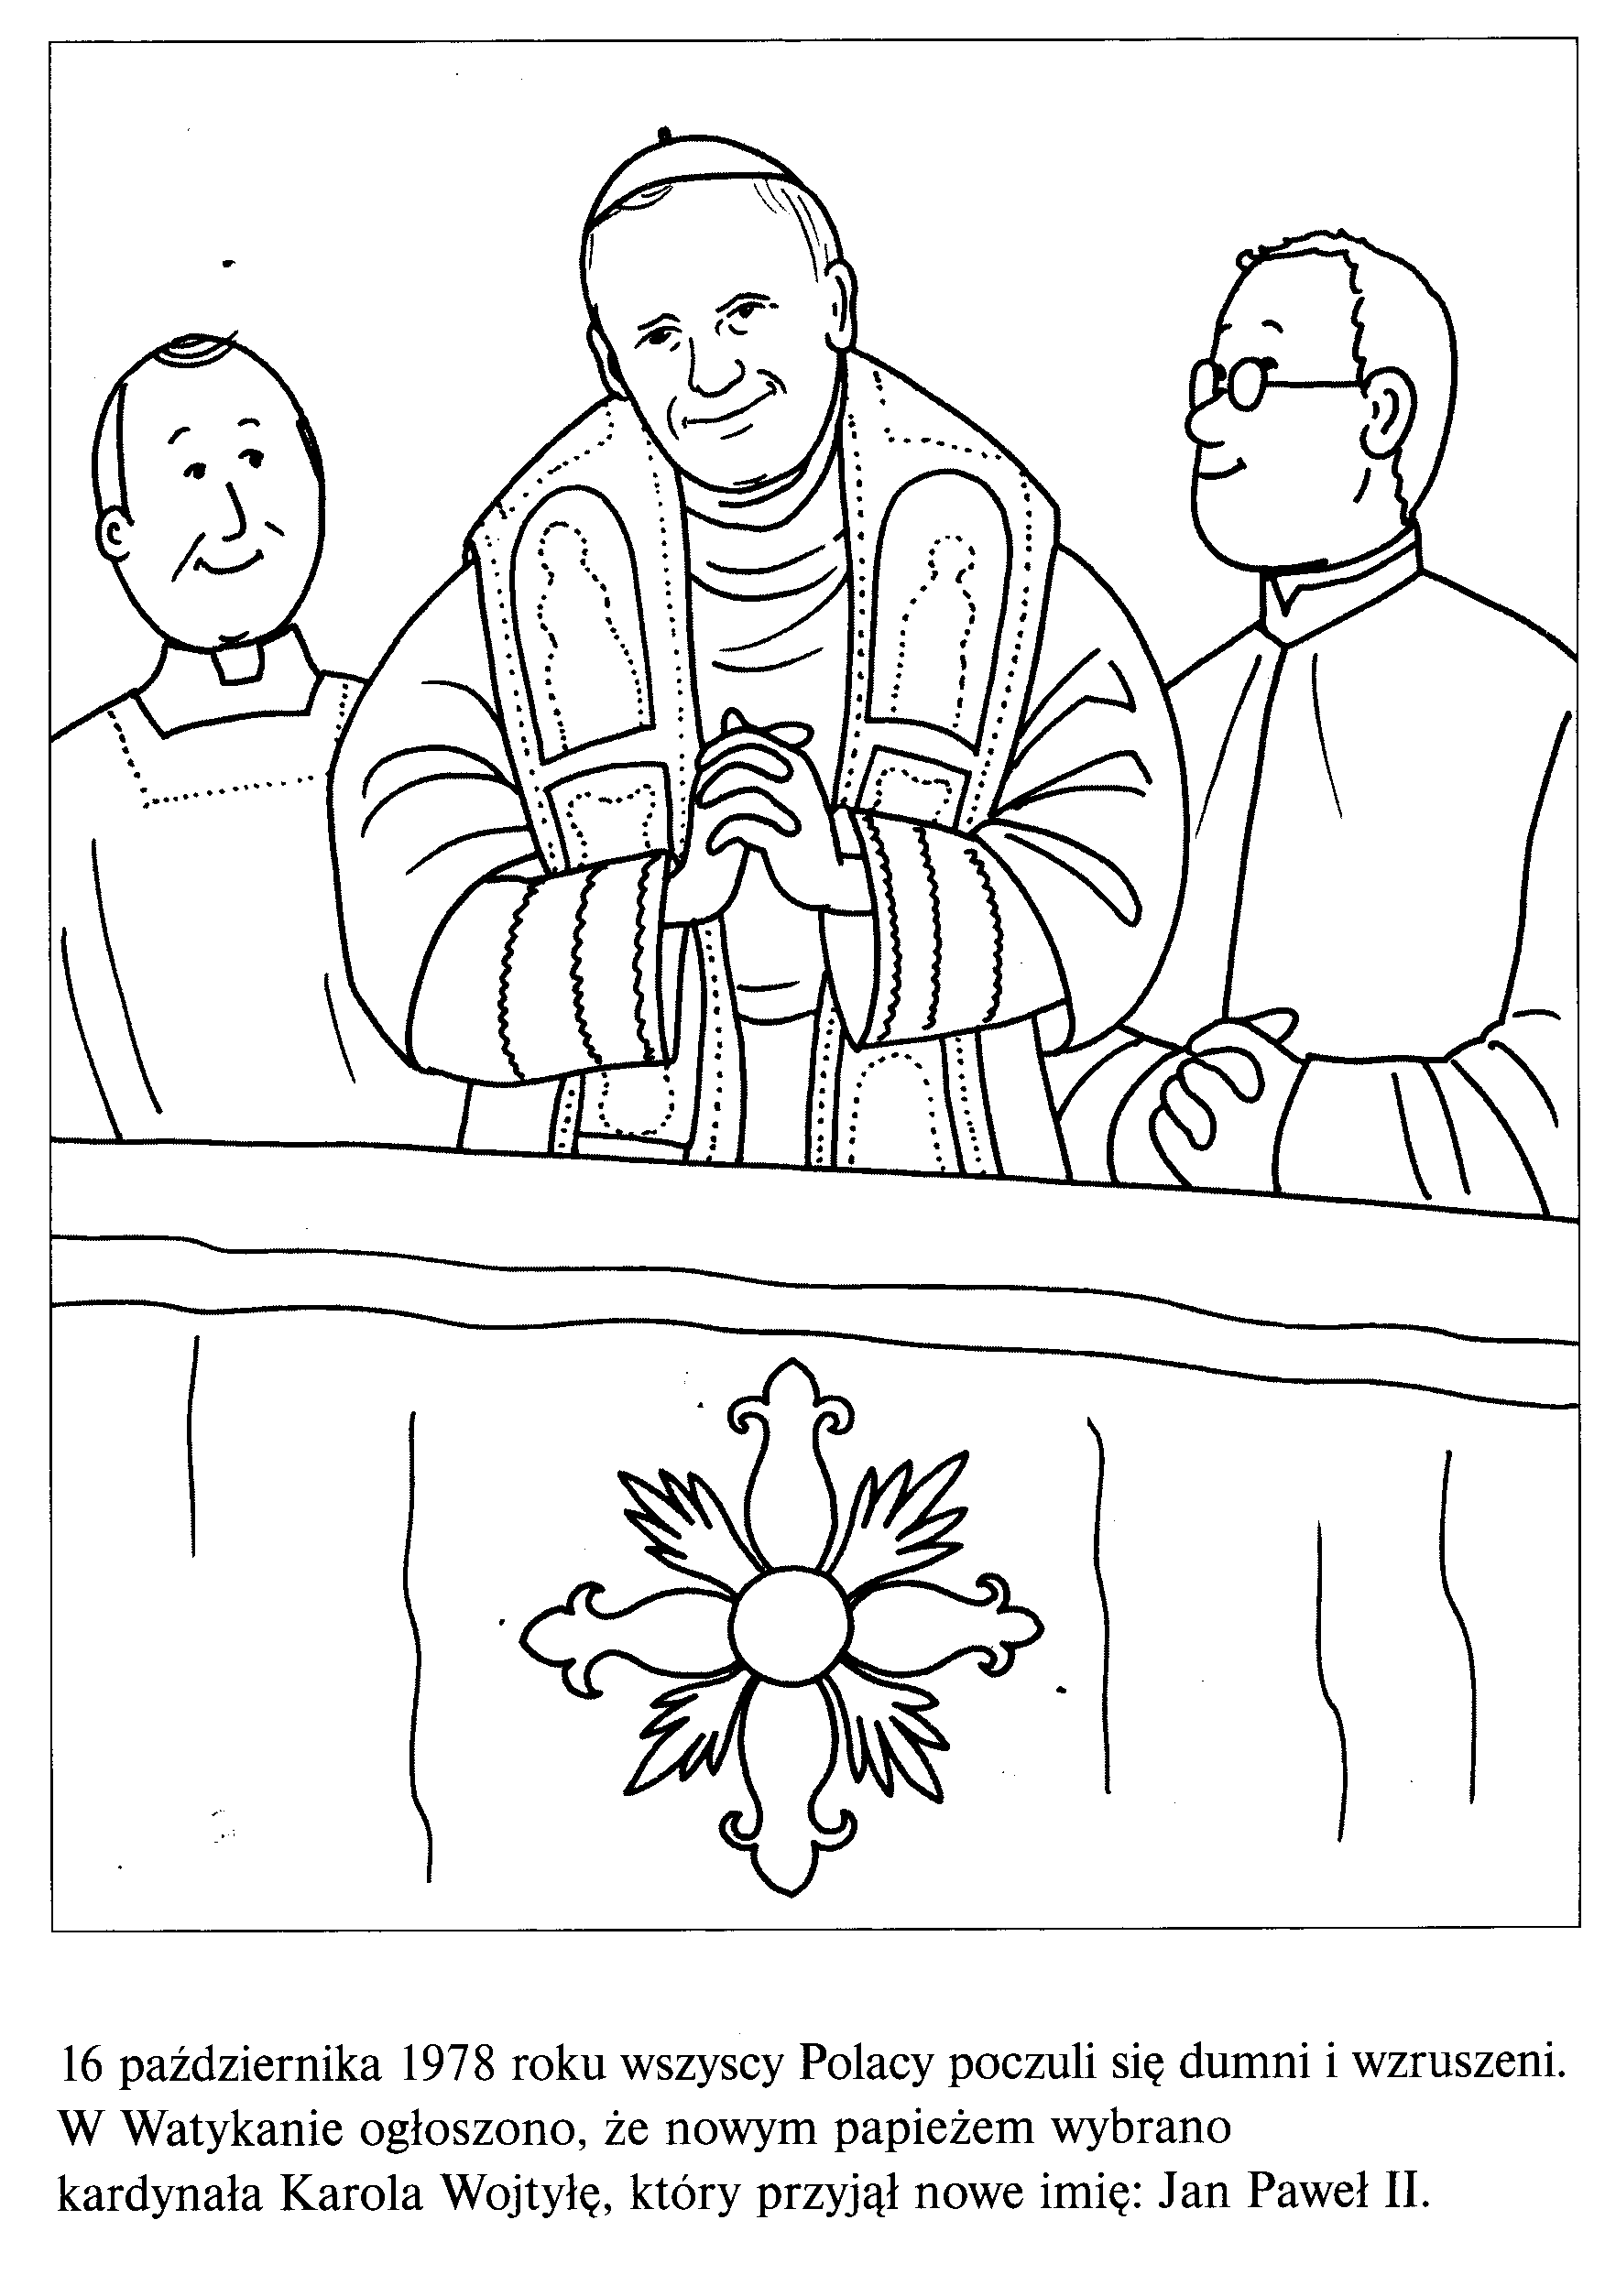 16 października 1978 roku wszyscy Polacy poczuli się dumni i wzruszeni.
W Watykanie ogłoszono, że nowym papieżem wybrano
kardynała Karola Wojtyłę, który przyjął nowe imię: Jan Paweł II.